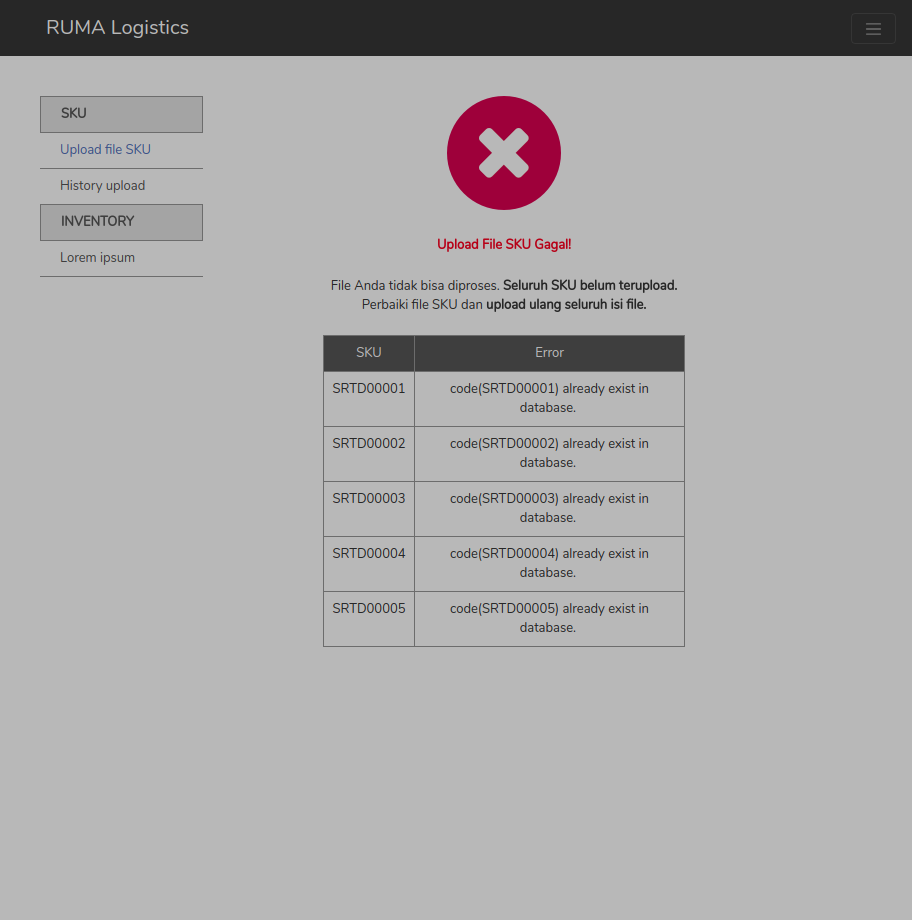 RUMA Logistics
SKU
Upload file SKU
History upload
INVENTORY
Lorem ipsum
Upload File SKU Gagal!
File Anda tidak bisa diproses. Seluruh SKU belum terupload.
Perbaiki file SKU dan upload ulang seluruh isi file.
SKU Error
SRTD00001 code(SRTD00001) already exist in
database.
SRTD00002 code(SRTD00002) already exist in
database.
SRTD00003 code(SRTD00003) already exist in
database.
SRTD00004 code(SRTD00004) already exist in
database.
SRTD00005 code(SRTD00005) already exist in
database.